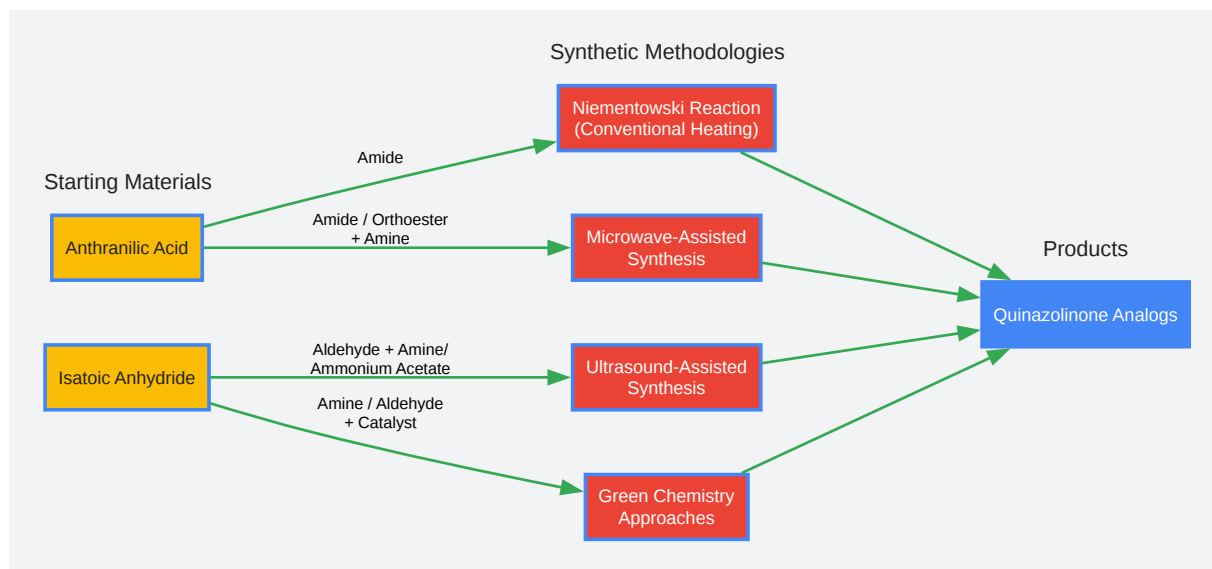 Synthetic Methodologies
Niementowski Reaction
(Conventional Heating)
Amide
Starting Materials
Amide / Orthoester
+ Amine
Anthranilic Acid
Microwave-Assisted
Synthesis
Products
Quinazolinone Analogs
Aldehyde + Amine/
Ammonium Acetate
Isatoic Anhydride
Ultrasound-Assisted
Synthesis
Amine / Aldehyde
+ Catalyst
Green Chemistry
Approaches